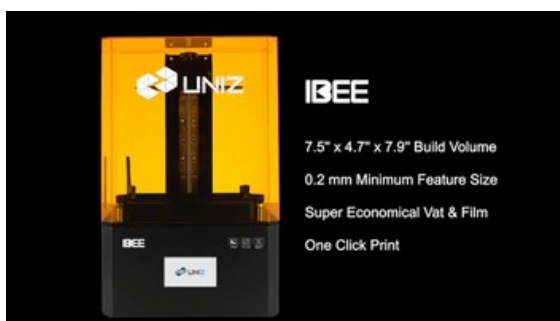 UNIZ
IBEE
7.5" x 4.7" x 7.9" Build Volume
0.2 mm Minimum Feature Size
Super Economical Vat & Film
One Click Print
IBEE
UNIZ